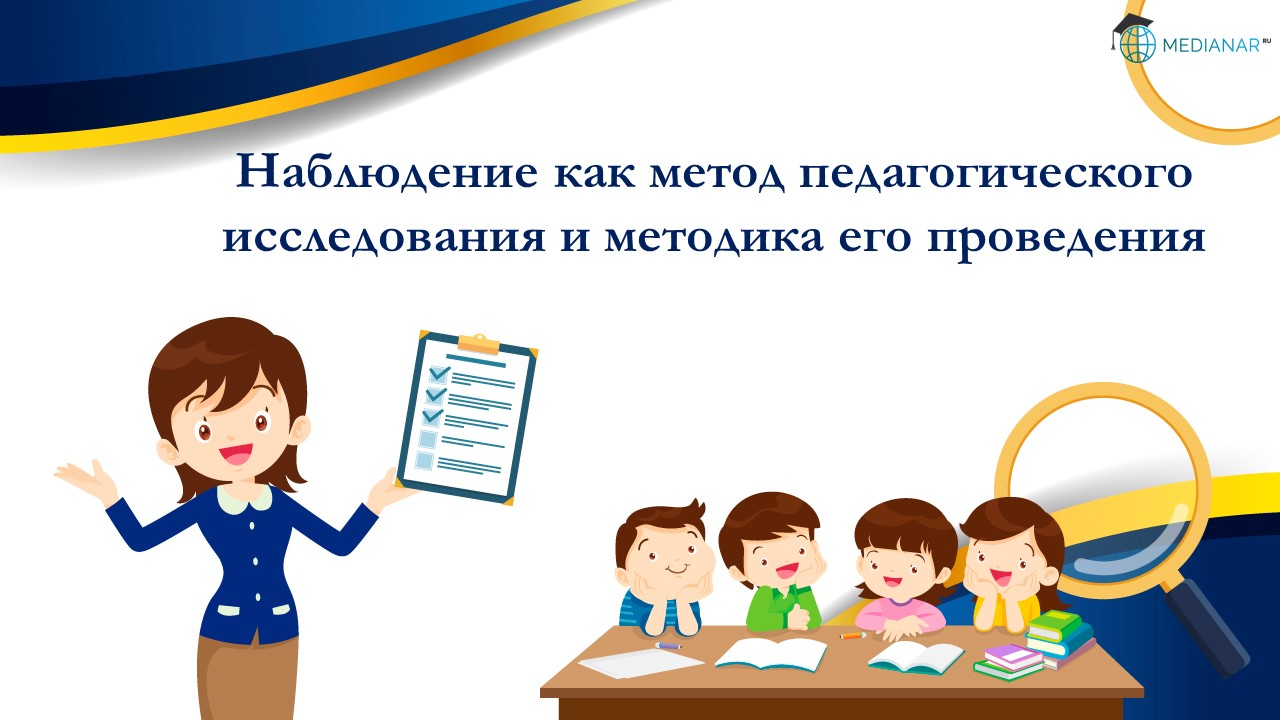 MEDIANAR RU
Наблюдение как метод педагогического
исследования и методика его проведения